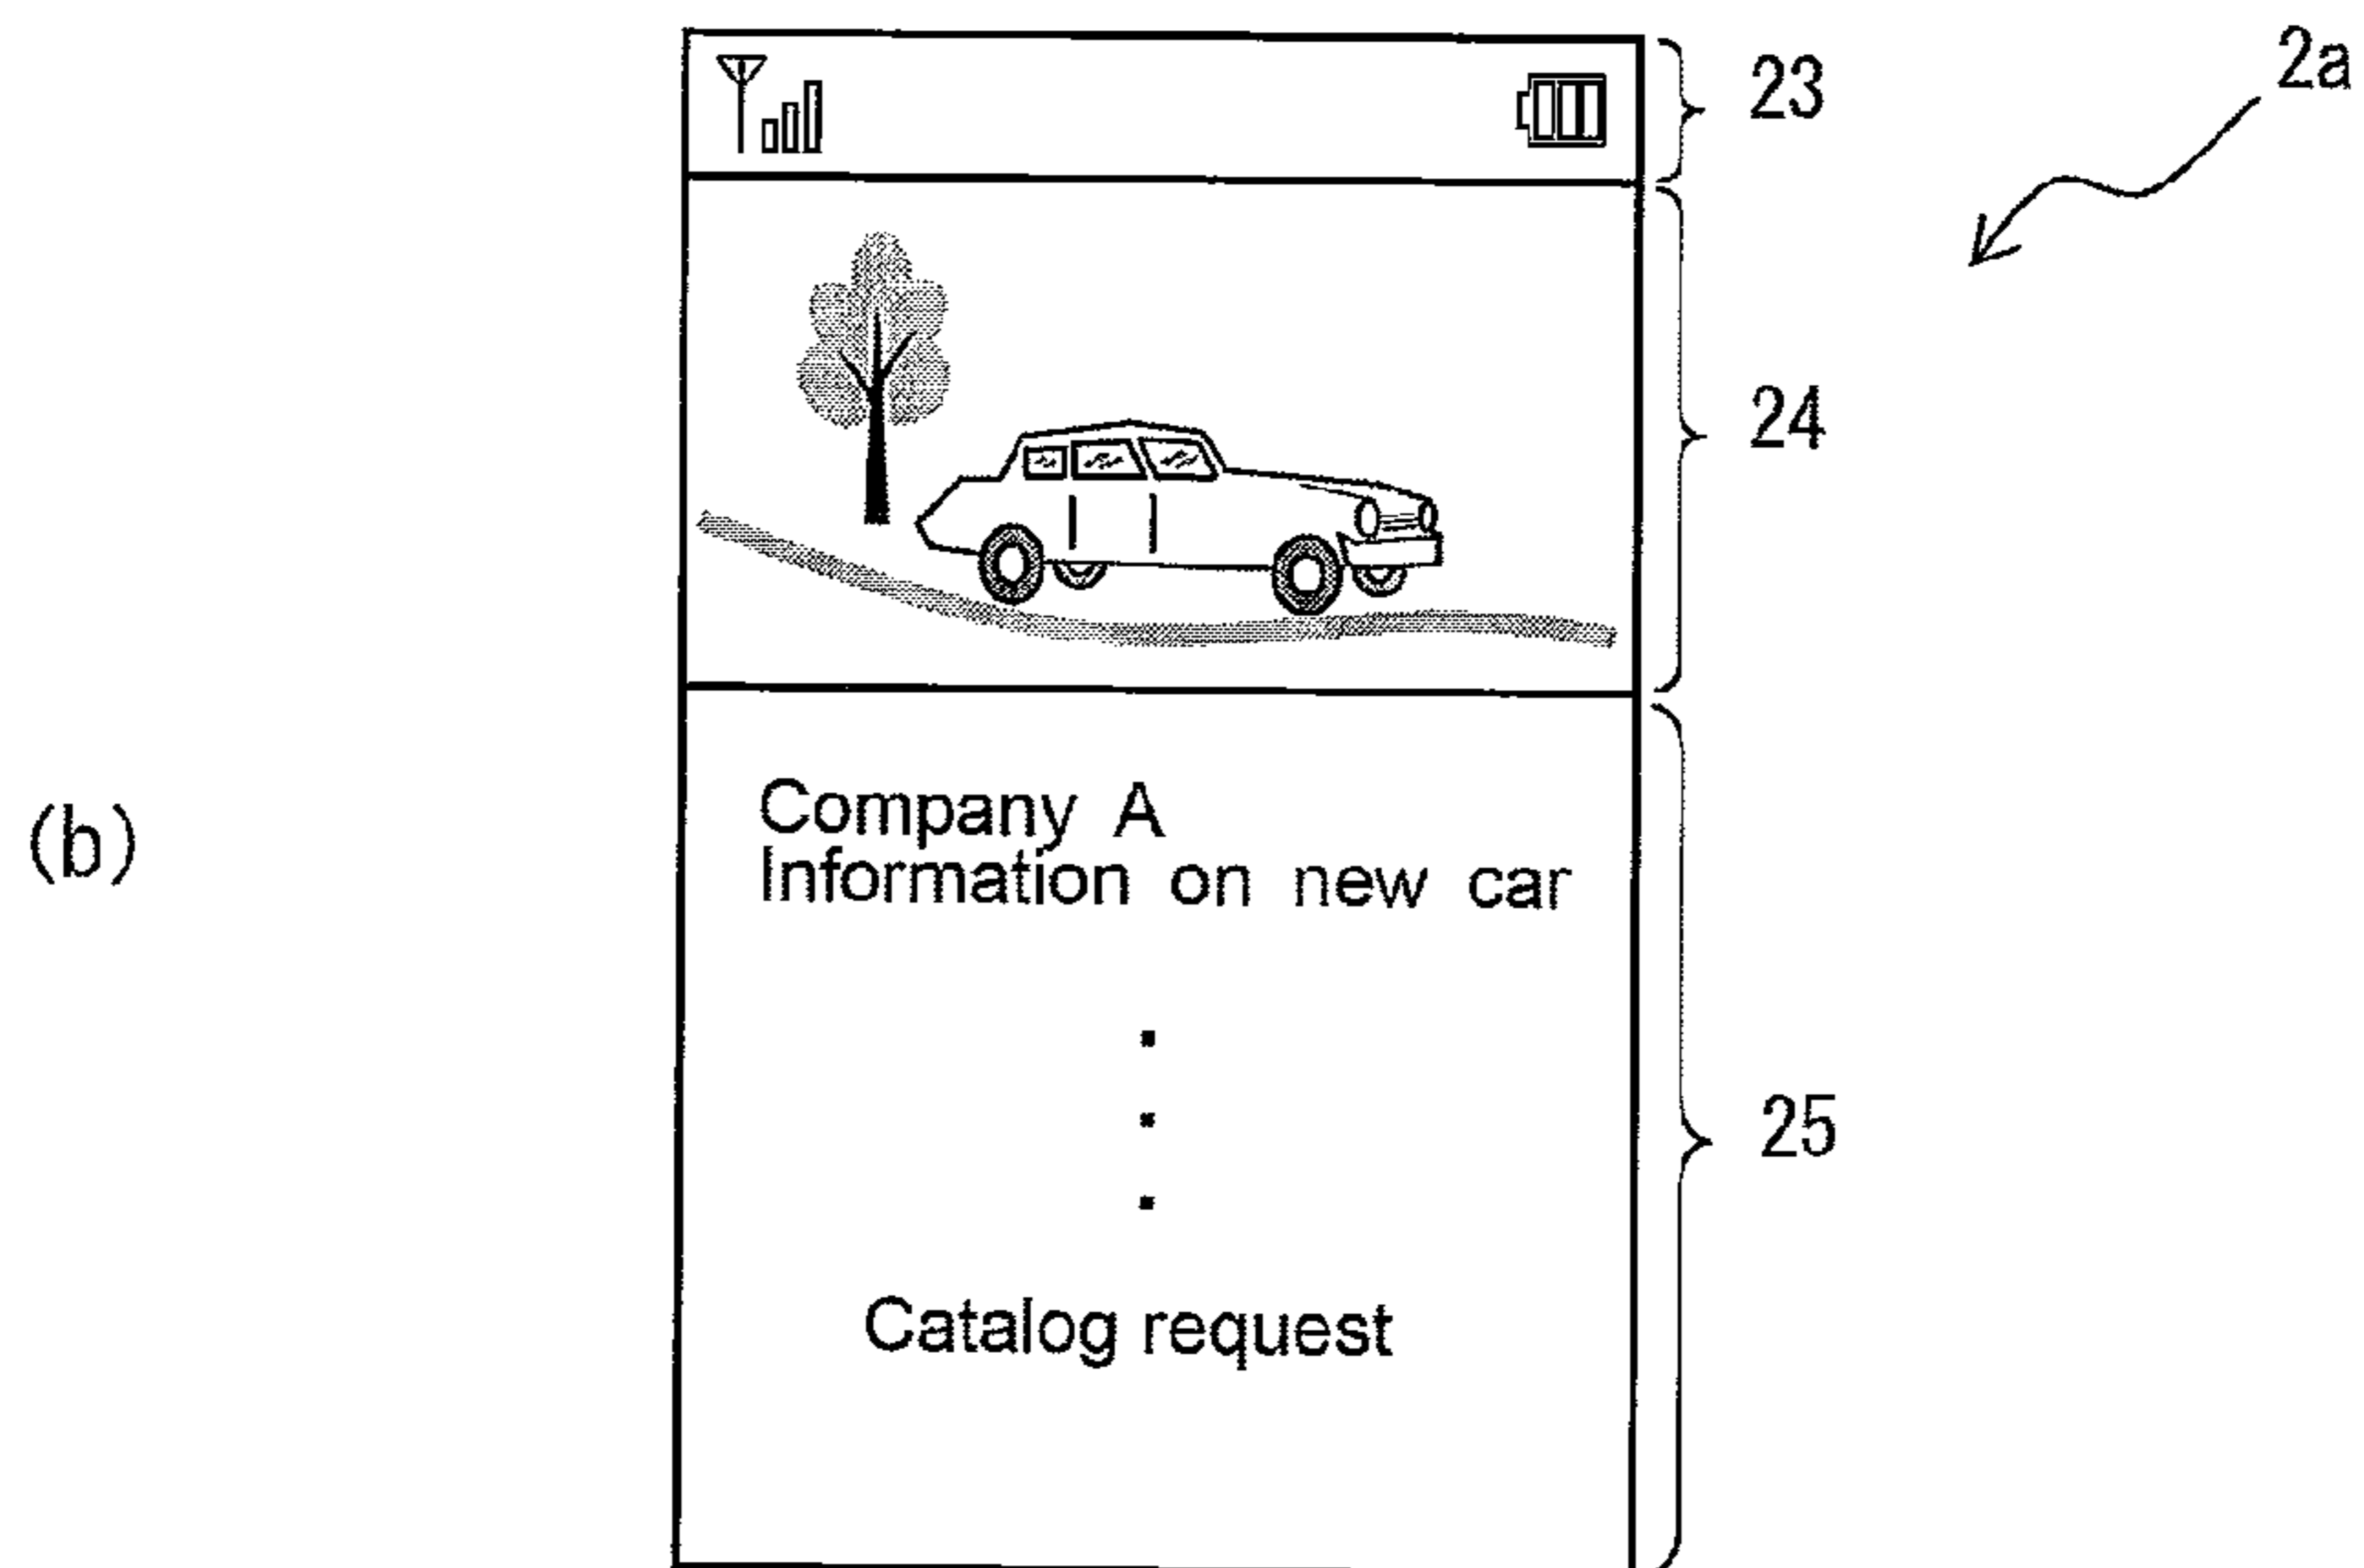 2a
23
24
(b)
Company A
Information on new car
25
Catalog request